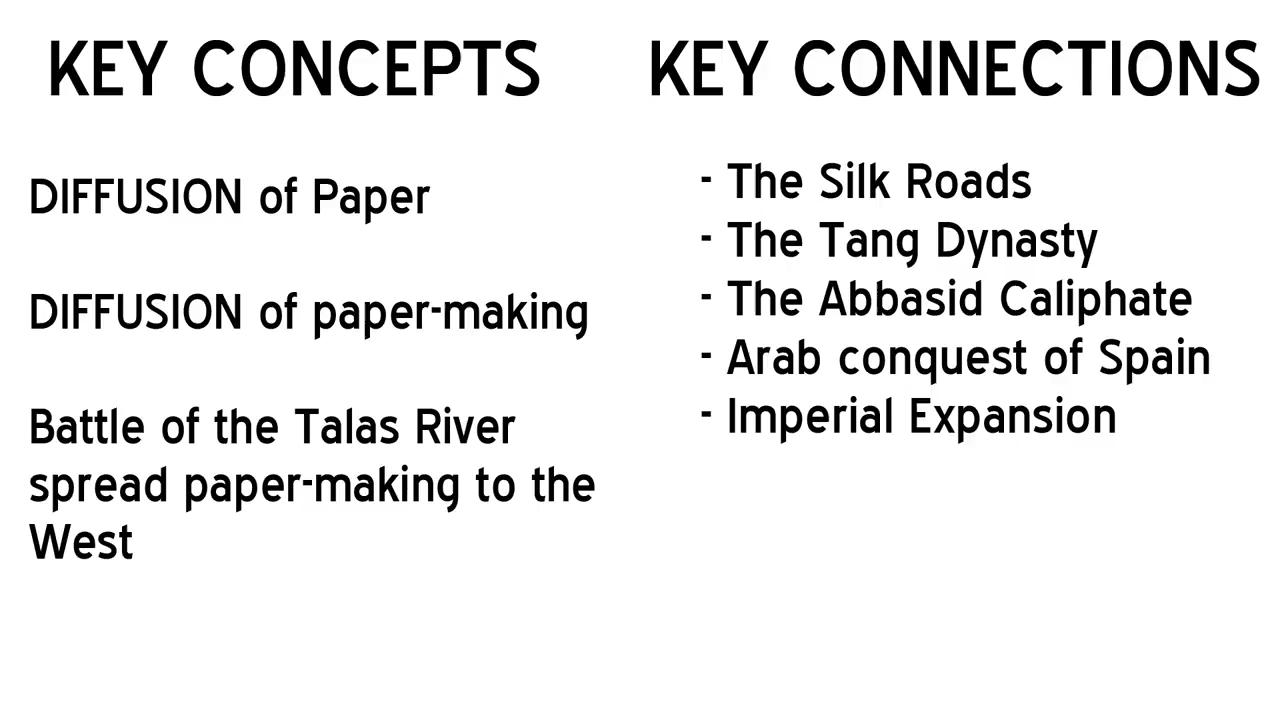 KEY CONCEPTS
DIFFUSION of Paper
DIFFUSION of paper-making
Battle of the Talas River
spread paper-making to the
West
KEY CONNECTIONS
- The Silk Roads
- The Tang Dynasty
- The Abbasid Caliphate
- Arab conquest of Spain
- Imperial Expansion